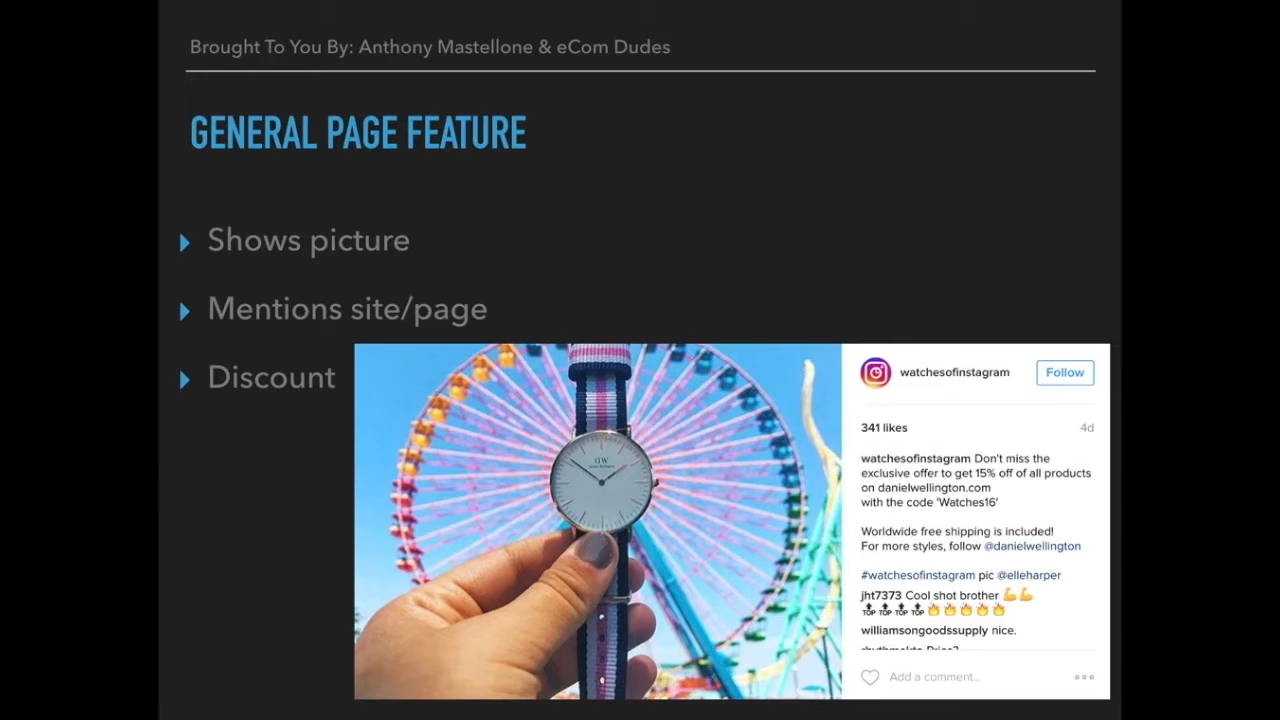 Brought To You By: Anthony Mastellone & eCom Dudes
GENERAL PAGE FEATURE
Shows picture
Mentions site/page
Discount
watchesofinstagram
Follow
341 likes
4d
watchesofinstagram Don't miss the
exclusive offer to get 15% off of all products
on danielwellington.com
with the code 'Watches16'
Worldwide free shipping is included!
For more styles, follow @danielwellington
#watchesofinstagram pic @elleharper
jht7373 Cool shot brother 💪💪
🔝🔝🔝🔝🔥🔥🔥🔥🔥
williamsongoodssupply nice.
Add a comment...